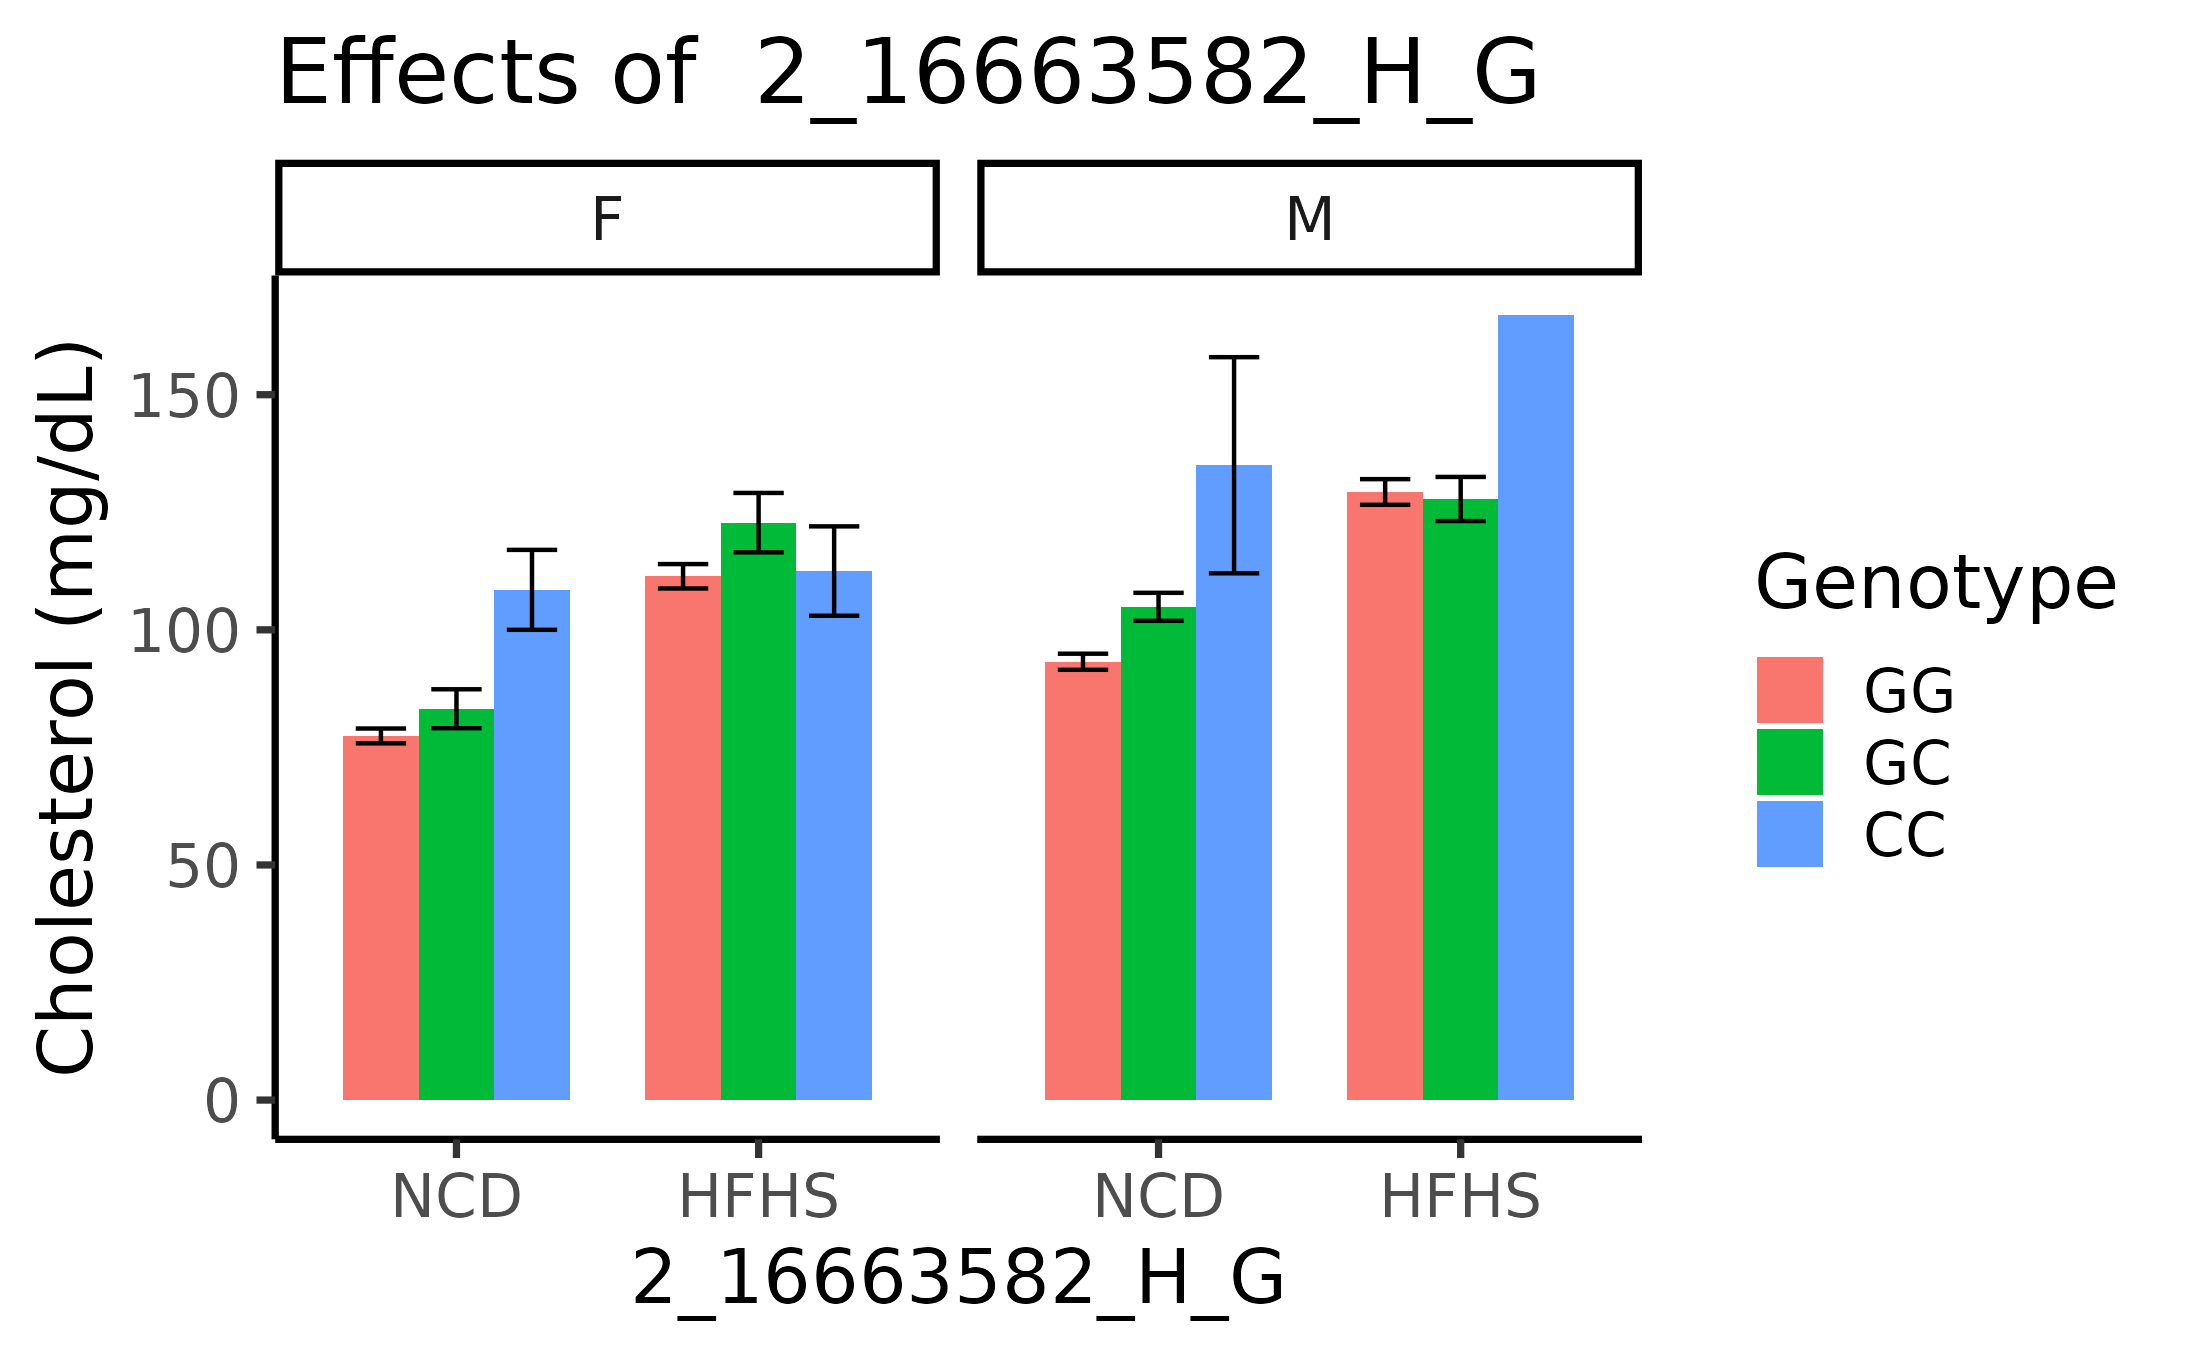 Effects of  2_16663582_H_G
F
M
Cholesterol (mg/dL)
150
100
50
0
NCD
HFHS
NCD
HFHS
2_16663582_H_G
Genotype
GG
GC
CC